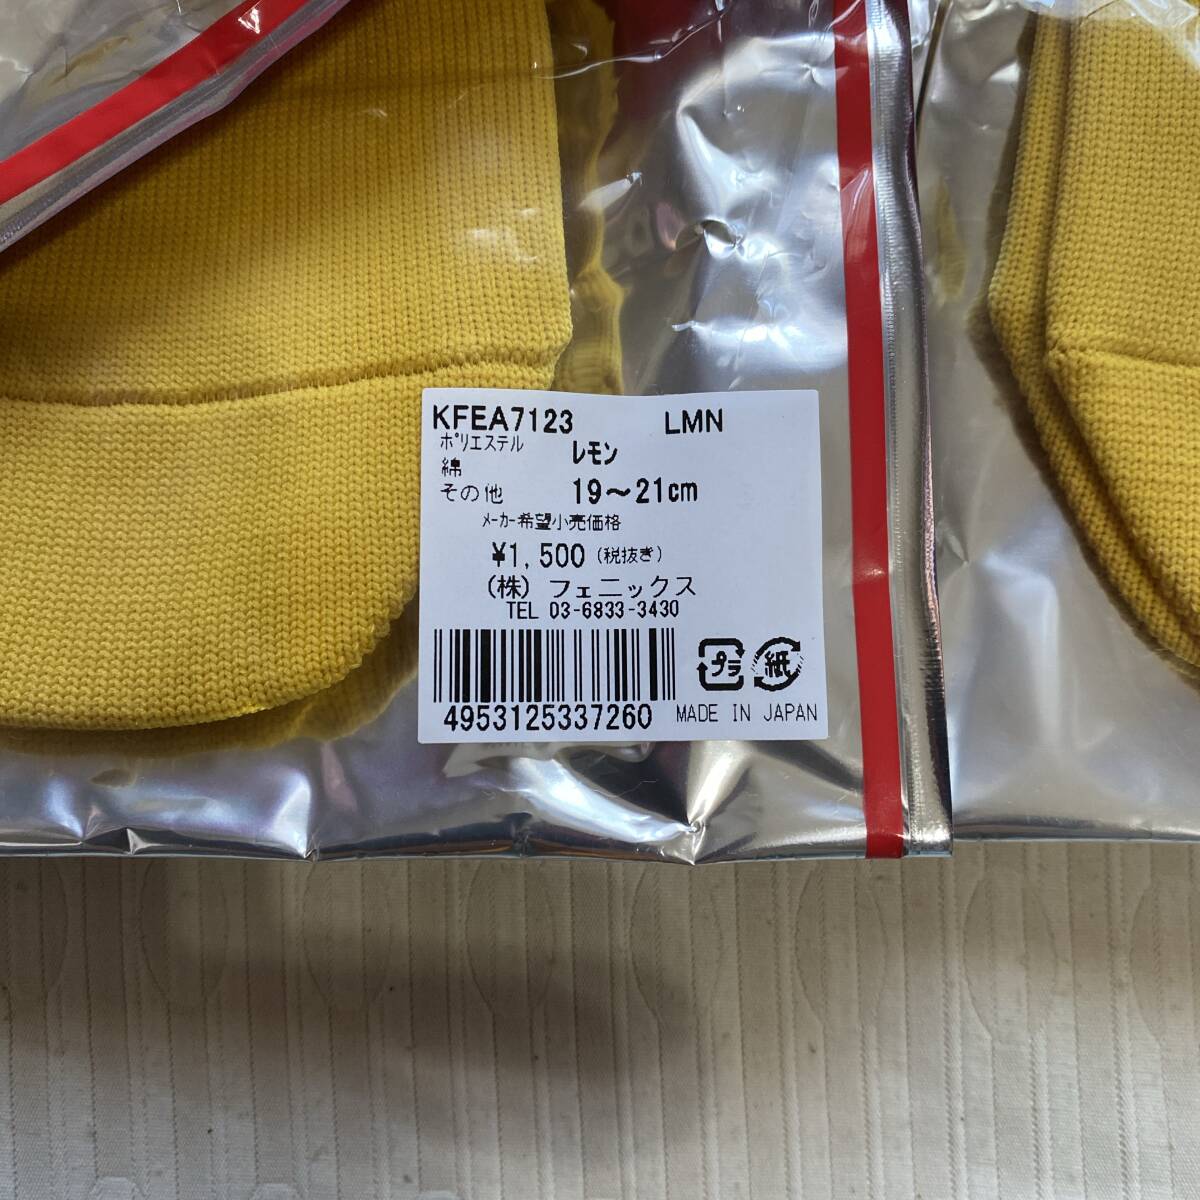 KFEA7123 LMN
ポリエステル レモン
綿
その他 19～21cm
メーカー希望小売価格
¥1,500（税抜き）
（株）フェニックス
TEL 03-6833-3430
プラ 紙
4953125337260 MADE IN JAPAN